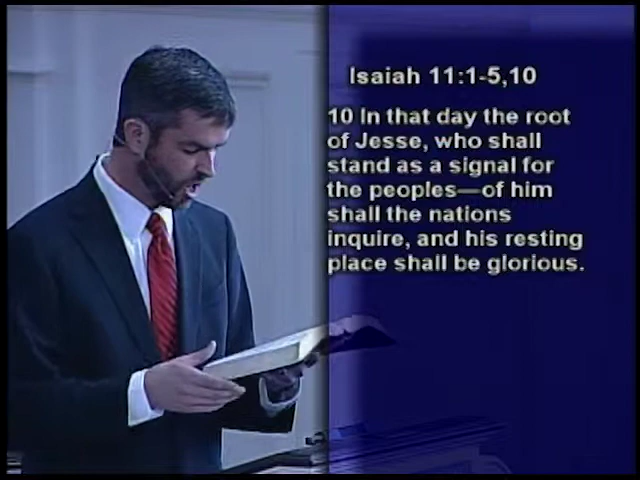 Isaiah 11:1-5,10
10 In that day the root
of Jesse, who shall
stand as a signal for
the peoples—of him
shall the nations
inquire, and his resting
place shall be glorious.